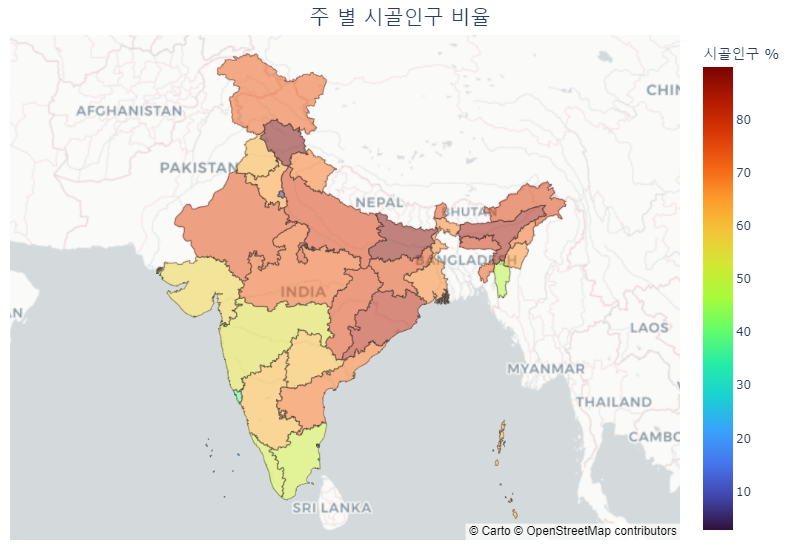 주 별 시골인구 비율
시골인구 %
80
70
60
50
40
30
20
10
CHIN
AFGHANISTAN
PAKISTAN
NEPAL
BHUTAN
BANGLADESH
INDIA
AN
LAOS
MYANMAR
THAILAND
CAMBO
SRI LANKA
© Carto © OpenStreetMap contributors